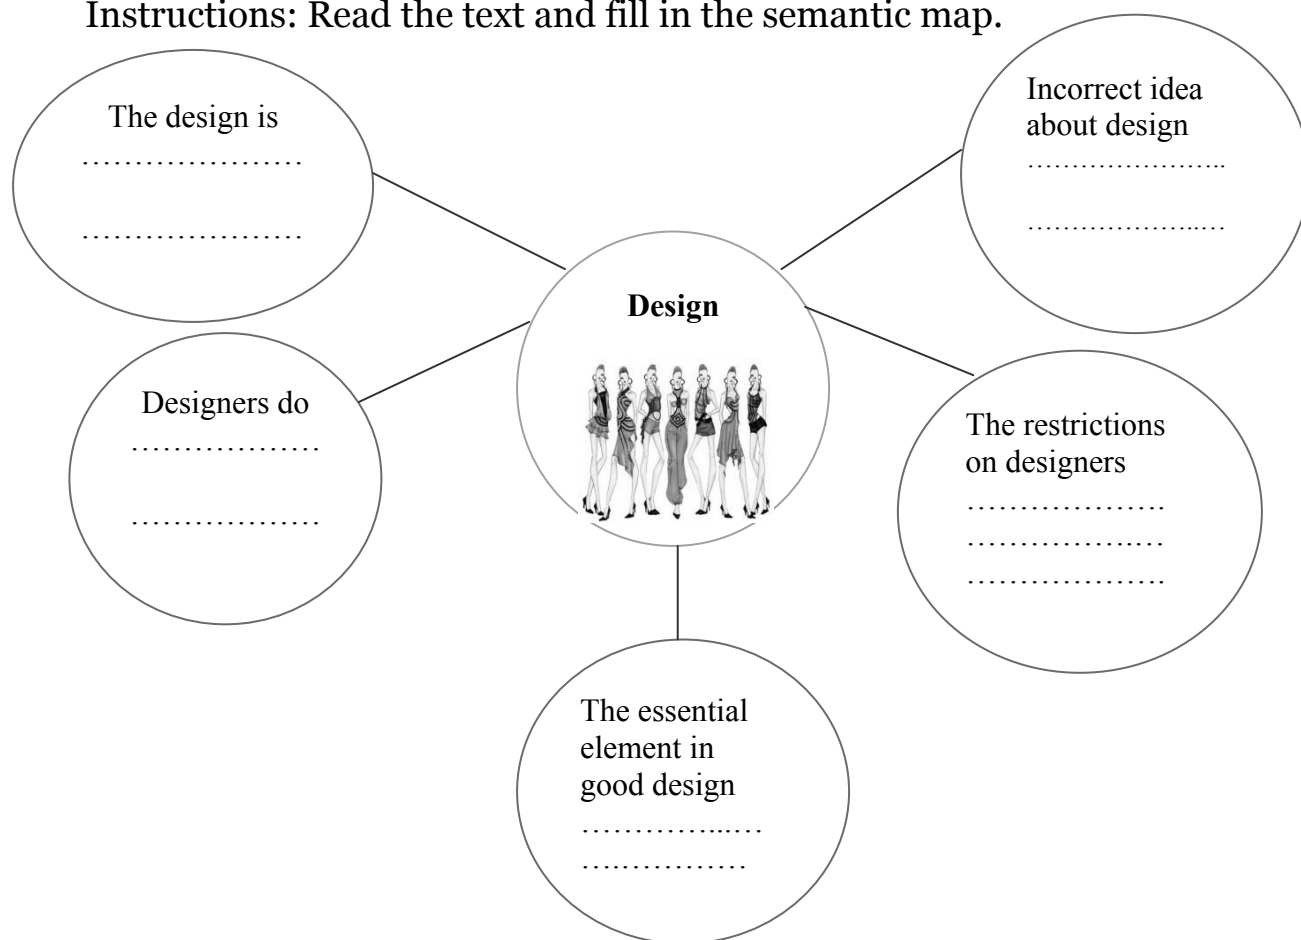 Instructions: Read the text and fill in the semantic map.
The design is
…………………
…………………
Incorrect idea
about design
…………………..
………………..…
Design
Designers do
………………
………………
The restrictions
on designers
……………….
…………….…
……………….
The essential
element in
good design
…………...…
….…………